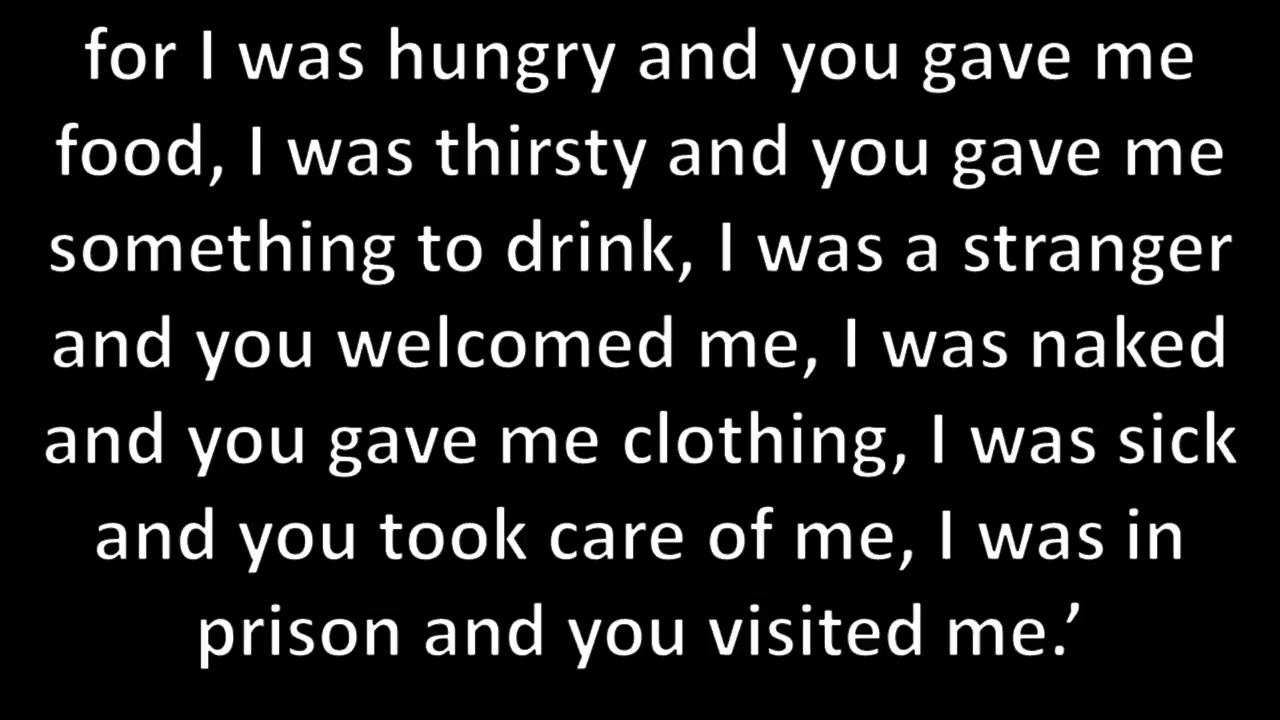 for I was hungry and you gave me
food, I was thirsty and you gave me
something to drink, I was a stranger
and you welcomed me, I was naked
and you gave me clothing, I was sick
and you took care of me, I was in
prison and you visited me.’